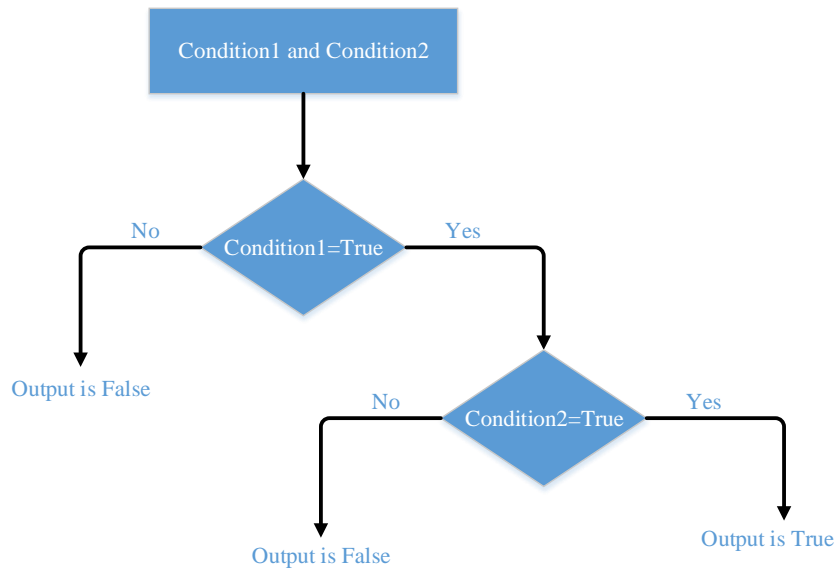 Condition1 and Condition2
No
Yes
Condition1=True
Output is False
No
Yes
Condition2=True
Output is False
Output is True